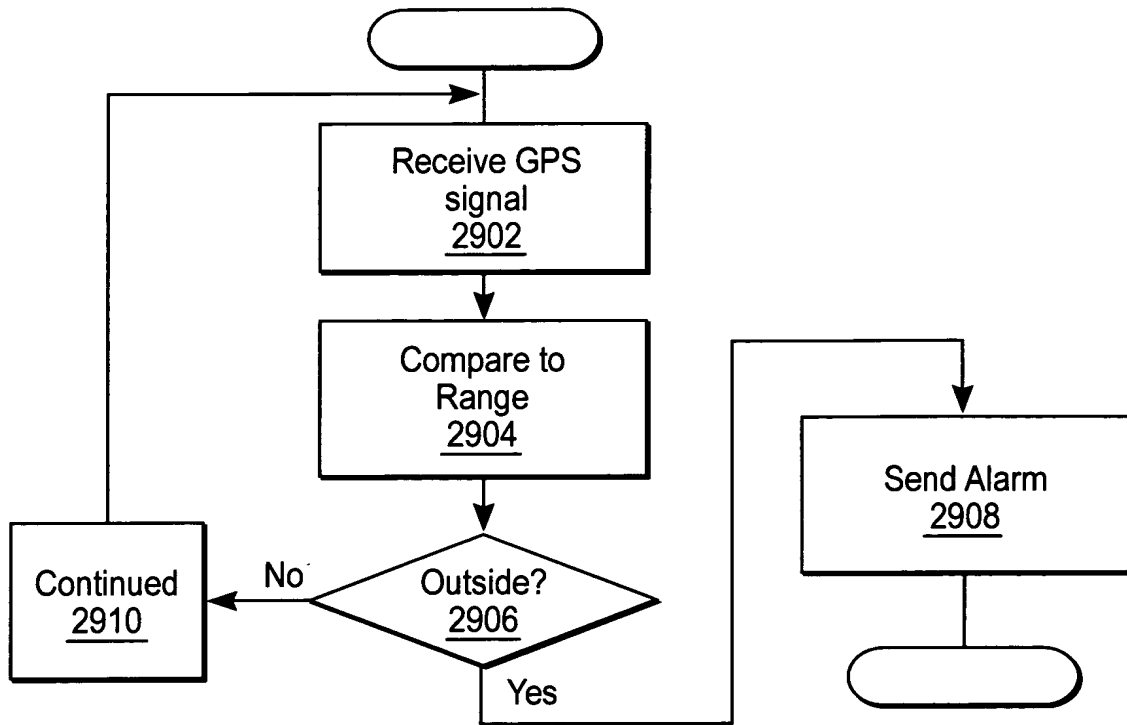 Receive GPS
signal
2902
Compare to
Range
2904
Outside?
2906
No
Continued
2910
Yes
Send Alarm
2908